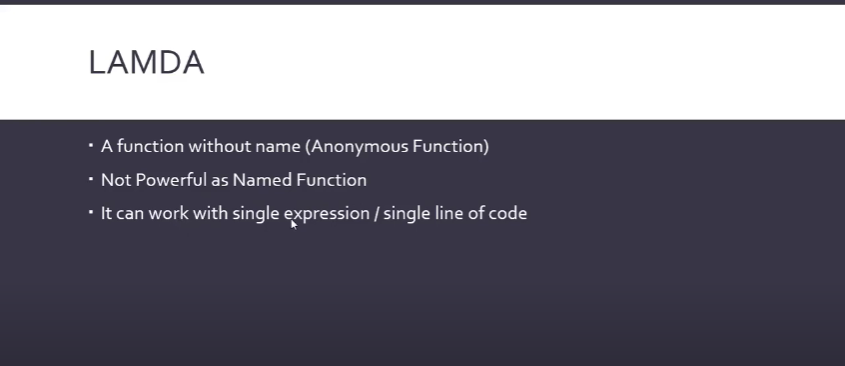 LAMDA
▪ A function without name (Anonymous Function)
▪ Not Powerful as Named Function
▪ It can work with single expression / single line of code